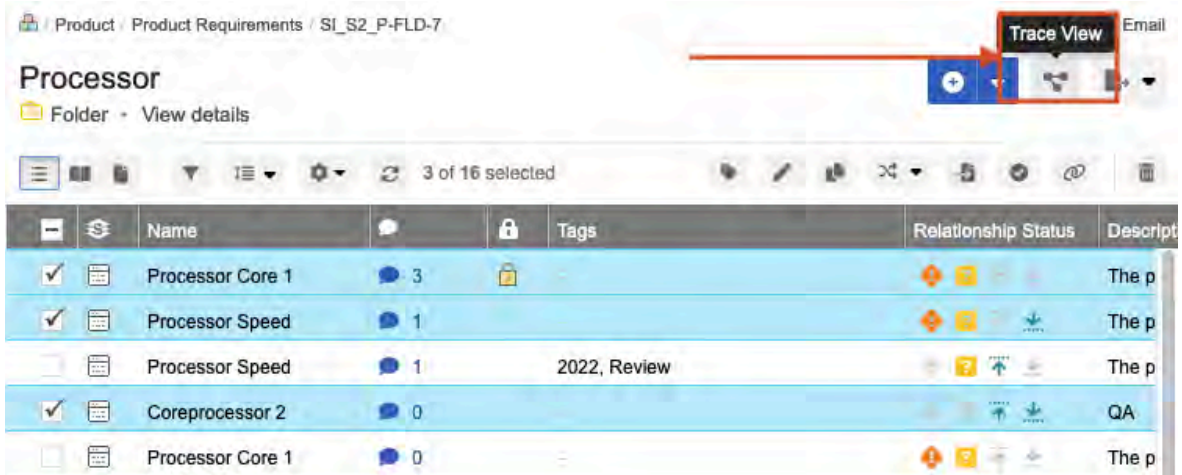 Product / Product Requirements / SI_S2_P-FLD-7
Trace View
Email
Processor
Folder - View details
3 of 16 selected
Name Tags Relationship Status Descript
Processor Core 1 3 The p
Processor Speed 1 The p
Processor Speed 1 2022, Review The p
Coreprocessor 2 0 QA
Processor Core 1 0 The p